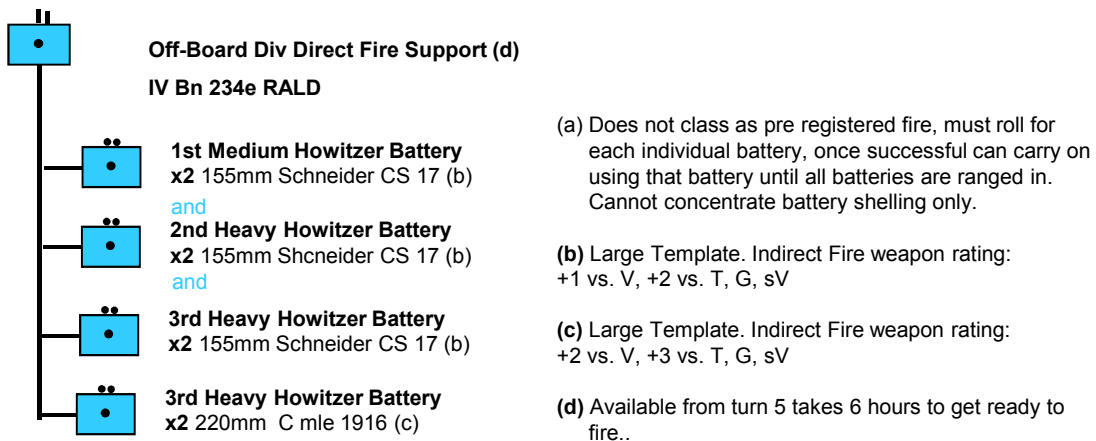 Off-Board Div Direct Fire Support (d)
IV Bn 234e RALD
1st Medium Howitzer Battery
x2 155mm Schneider CS 17 (b)
and
2nd Heavy Howitzer Battery
x2 155mm Shcneider CS 17 (b)
and
3rd Heavy Howitzer Battery
x2 155mm Schneider CS 17 (b)
3rd Heavy Howitzer Battery
x2 220mm C mle 1916 (c)
(a) Does not class as pre registered fire, must roll for
each individual battery, once successful can carry on
using that battery until all batteries are ranged in.
Cannot concentrate battery shelling only.
(b) Large Template. Indirect Fire weapon rating:
+1 vs. V, +2 vs. T, G, sV
(c) Large Template. Indirect Fire weapon rating:
+2 vs. V, +3 vs. T, G, sV
(d) Available from turn 5 takes 6 hours to get ready to
fire..